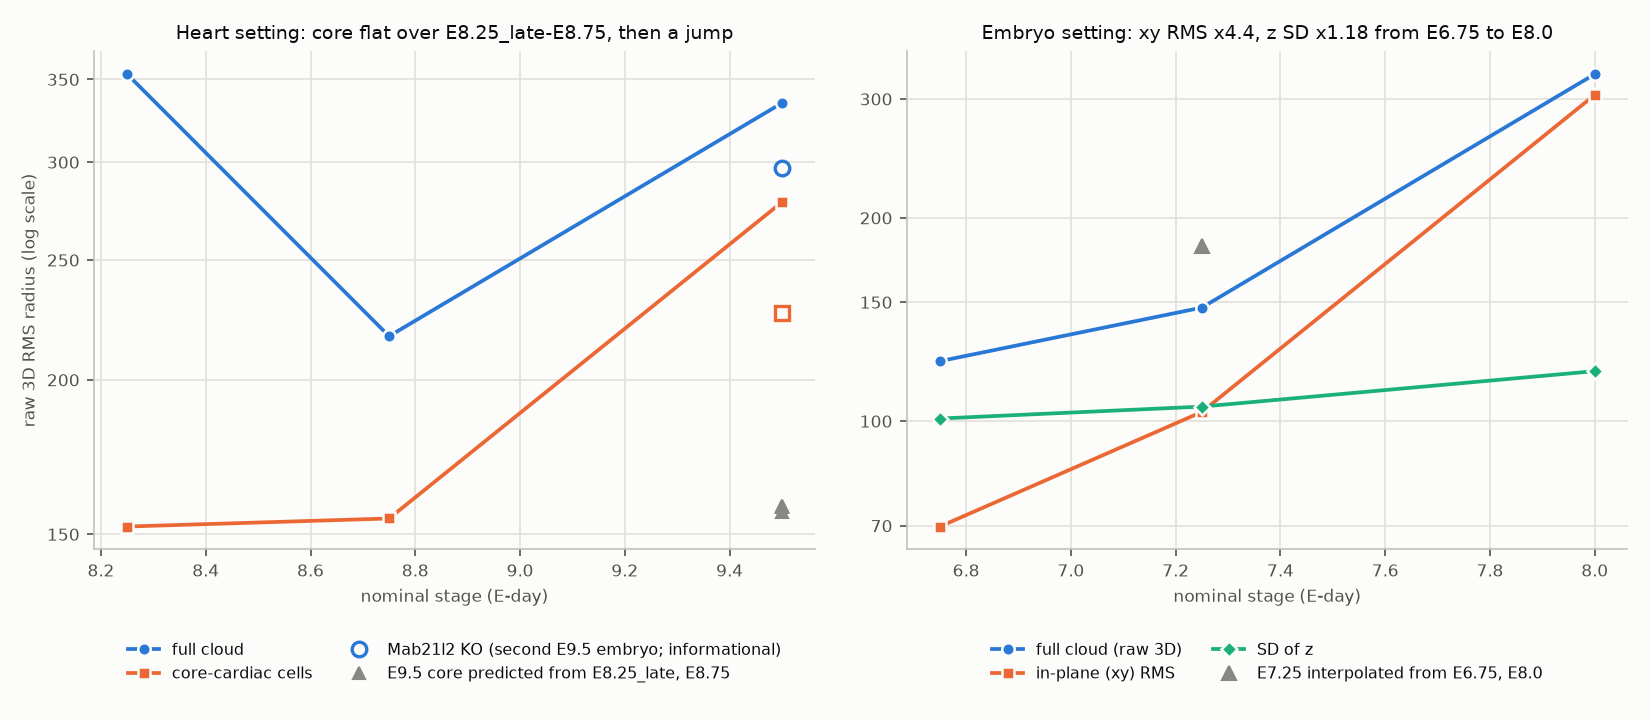 Heart setting: core flat over E8.25_late-E8.75, then a jump
raw 3D RMS radius (log scale)
350
300
250
200
150
8.2 8.4 8.6 8.8 9.0 9.2 9.4
nominal stage (E-day)
full cloud
core-cardiac cells
Mab21l2 KO (second E9.5 embryo; informational)
E9.5 core predicted from E8.25_late, E8.75
Embryo setting: xy RMS x4.4, z SD x1.18 from E6.75 to E8.0
300
200
150
100
70
6.8 7.0 7.2 7.4 7.6 7.8 8.0
nominal stage (E-day)
full cloud (raw 3D)
in-plane (xy) RMS
SD of z
E7.25 interpolated from E6.75, E8.0